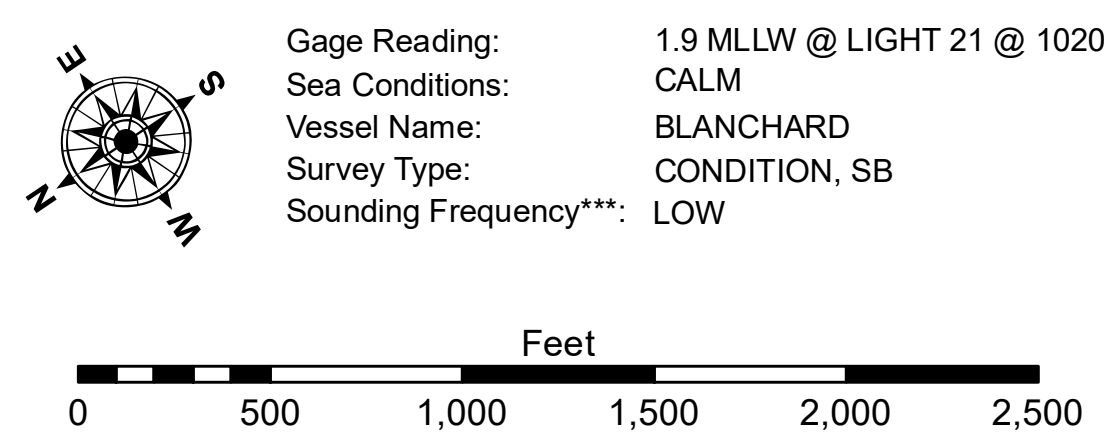 E
S
N
W
Gage Reading: 1.9 MLLW @ LIGHT 21 @ 1020
Sea Conditions: CALM
Vessel Name: BLANCHARD
Survey Type: CONDITION, SB
Sounding Frequency***: LOW
Feet
0 500 1,000 1,500 2,000 2,500